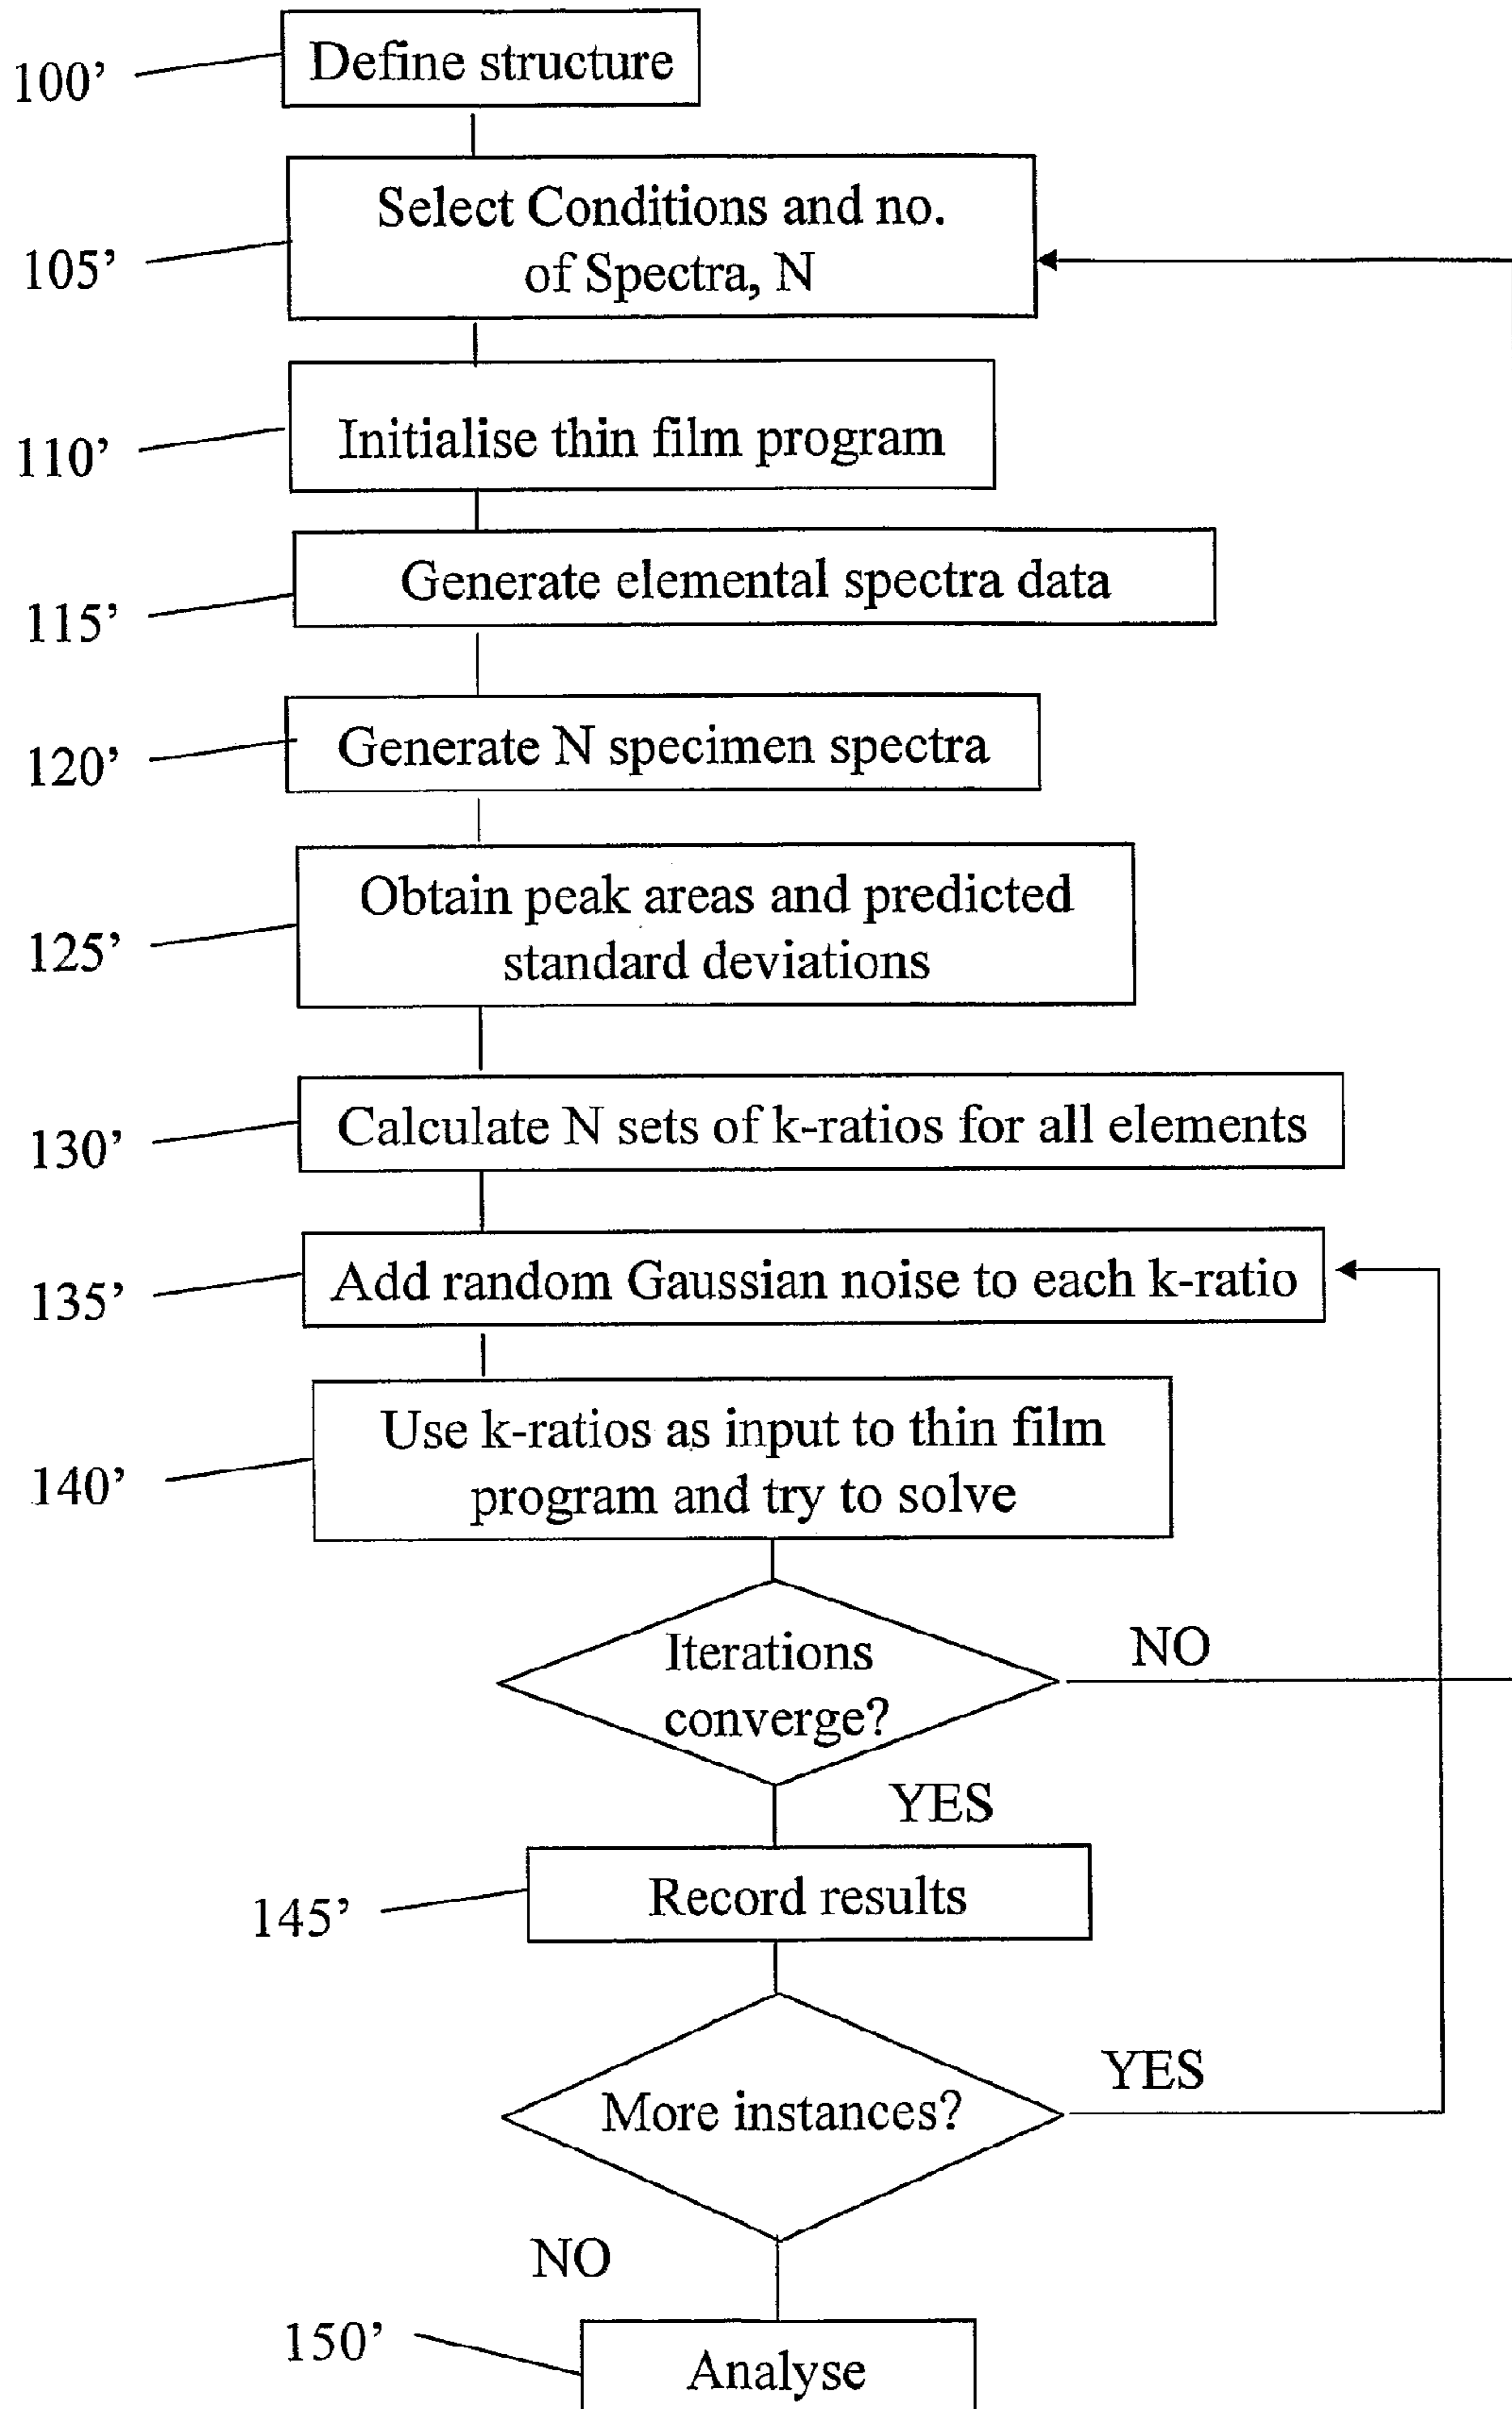 100’
Define structure
105’
Select Conditions and no.
of Spectra, N
110’
Initialise thin film program
115’
Generate elemental spectra data
120’
Generate N specimen spectra
125’
Obtain peak areas and predicted
standard deviations
130’
Calculate N sets of k-ratios for all elements
135’
Add random Gaussian noise to each k-ratio
140’
Use k-ratios as input to thin film
program and try to solve
Iterations
converge?
NO
YES
145’
Record results
More instances?
YES
NO
150’
Analyse